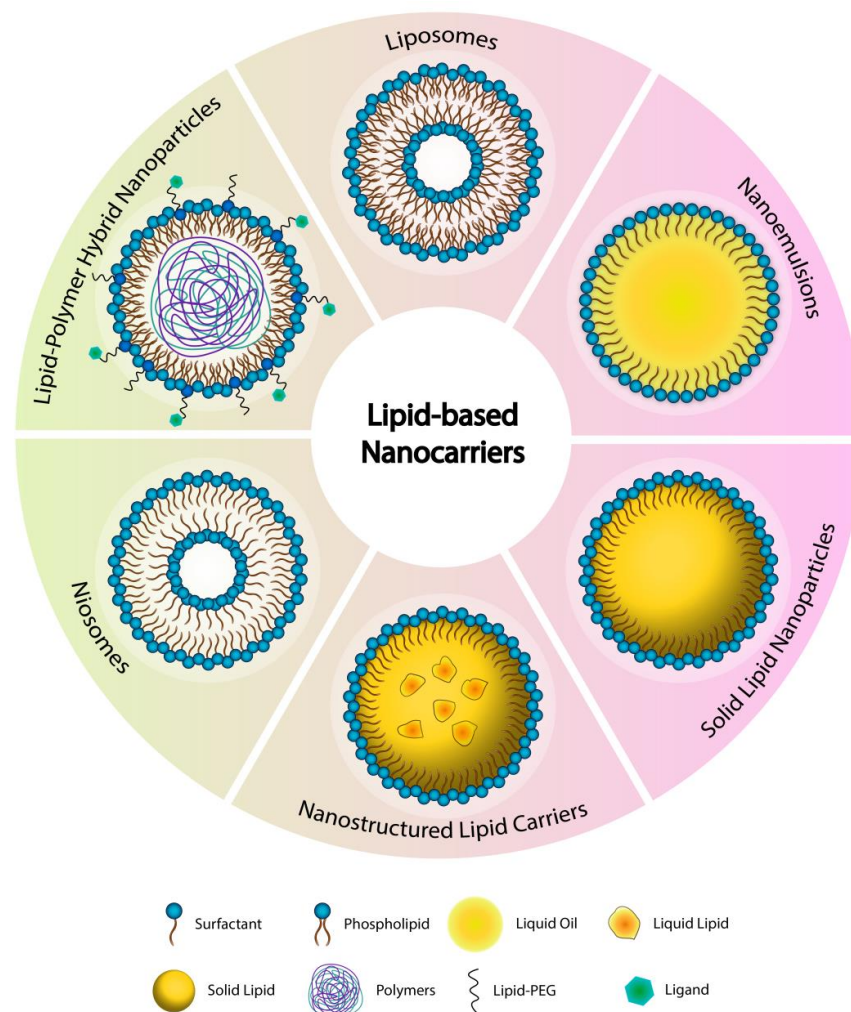 Liposomes
Nanoemulsions
Solid Lipid Nanoparticles
Nanostructured Lipid Carriers
Niosomes
Lipid-Polymer Hybrid Nanoparticles
Lipid-based
Nanocarriers
Surfactant
Phospholipid
Liquid Oil
Liquid Lipid
Solid Lipid
Polymers
Lipid-PEG
Ligand